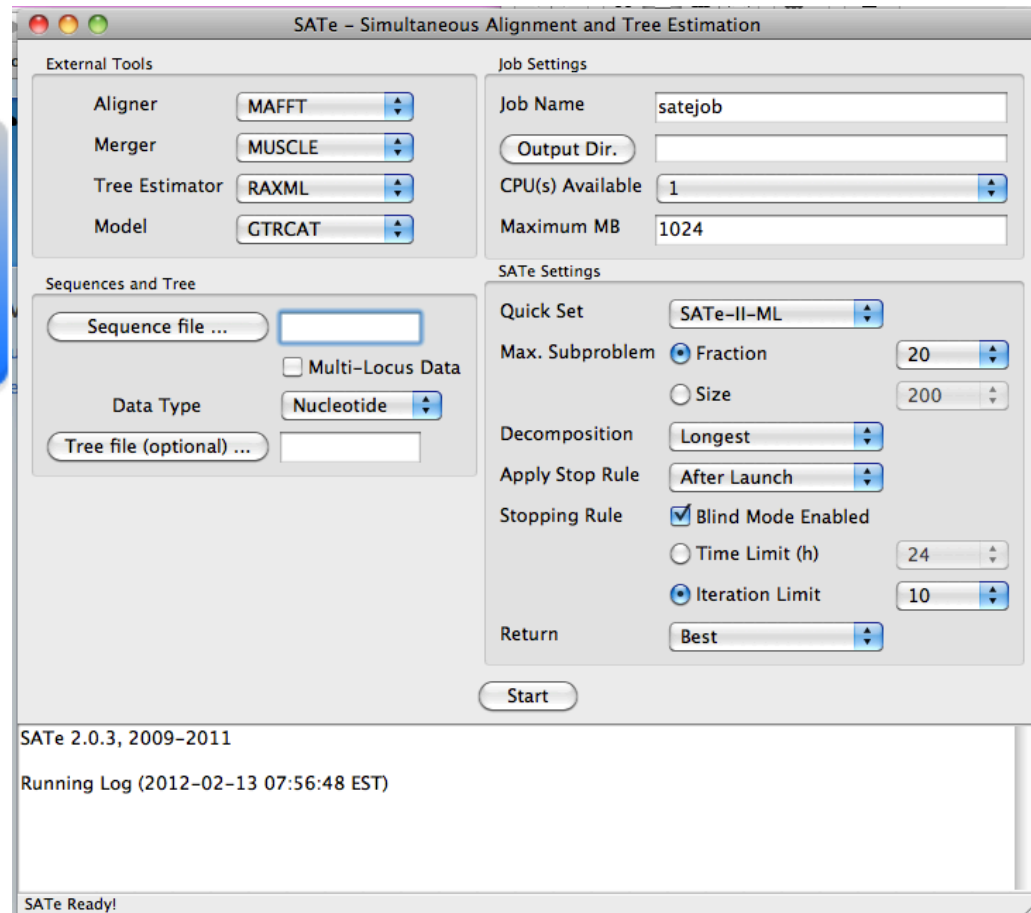 SATe - Simultaneous Alignment and Tree Estimation
External Tools
Aligner MAFFT
Merger MUSCLE
Tree Estimator RAXML
Model GTRCAT
Sequences and Tree
Sequence file ...
Multi-Locus Data
Data Type Nucleotide
Tree file (optional) ...
Job Settings
Job Name satejob
Output Dir.
CPU(s) Available 1
Maximum MB 1024
SATe Settings
Quick Set SATe-II-ML
Max. Subproblem Fraction 20
Size 200
Decomposition Longest
Apply Stop Rule After Launch
Stopping Rule Blind Mode Enabled
Time Limit (h) 24
Iteration Limit 10
Return Best
Start
SATe 2.0.3, 2009-2011
Running Log (2012-02-13 07:56:48 EST)
SATe Ready!